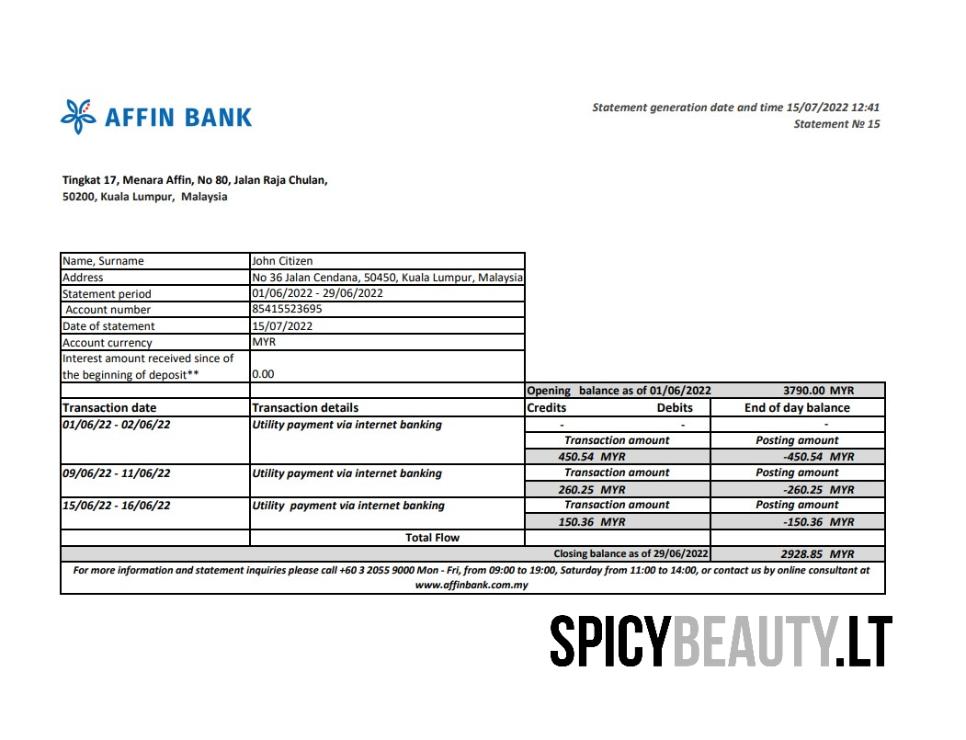 AFFIN BANK
Statement generation date and time 15/07/2022 12:41
Statement № 15
Tingkat 17, Menara Affin, No 80, Jalan Raja Chulan,
50200, Kuala Lumpur, Malaysia
Name, Surname John Citizen
Address No 36 Jalan Cendana, 50450, Kuala Lumpur, Malaysia
Statement period 01/06/2022 - 29/06/2022
Account number 85415523695
Date of statement 15/07/2022
Account currency MYR
Interest amount received since of
the beginning of deposit** 0.00
Opening balance as of 01/06/2022 3790.00 MYR
Transaction date Transaction details Credits Debits End of day balance
01/06/22 - 02/06/22 Utility payment via internet banking - - -
Transaction amount Posting amount
450.54 MYR -450.54 MYR
09/06/22 - 11/06/22 Utility payment via internet banking Transaction amount Posting amount
260.25 MYR -260.25 MYR
15/06/22 - 16/06/22 Utility payment via internet banking Transaction amount Posting amount
150.36 MYR -150.36 MYR
Total Flow
Closing balance as of 29/06/2022 2928.85 MYR
For more information and statement inquiries please call +60 3 2055 9000 Mon - Fri, from 09:00 to 19:00, Saturday from 11:00 to 14:00, or contact us by online consultant at
www.affinbank.com.my
SPICYBEAUTY.LT